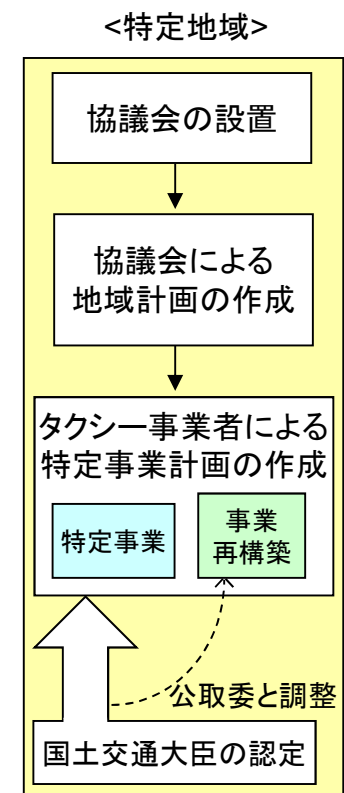 <特定地域>
協議会の設置
協議会による
地域計画の作成
タクシー事業者による
特定事業計画の作成
特定事業
事業
再構築
公取委と調整
国土交通大臣の認定